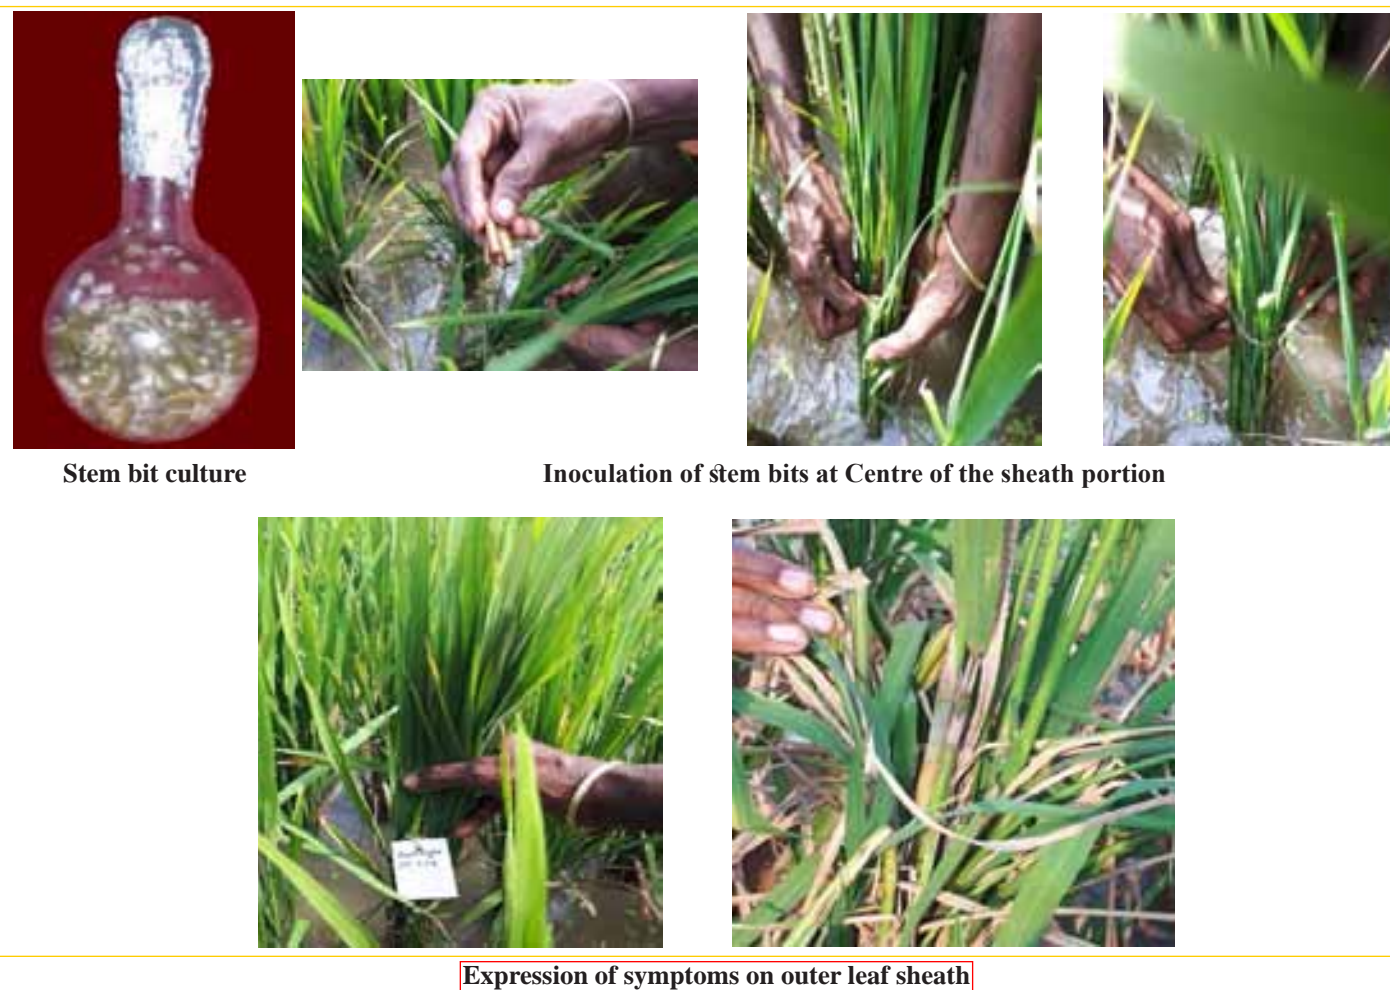 Stem bit culture
Inoculation of stem bits at Centre of the sheath portion
Expression of symptoms on outer leaf sheath